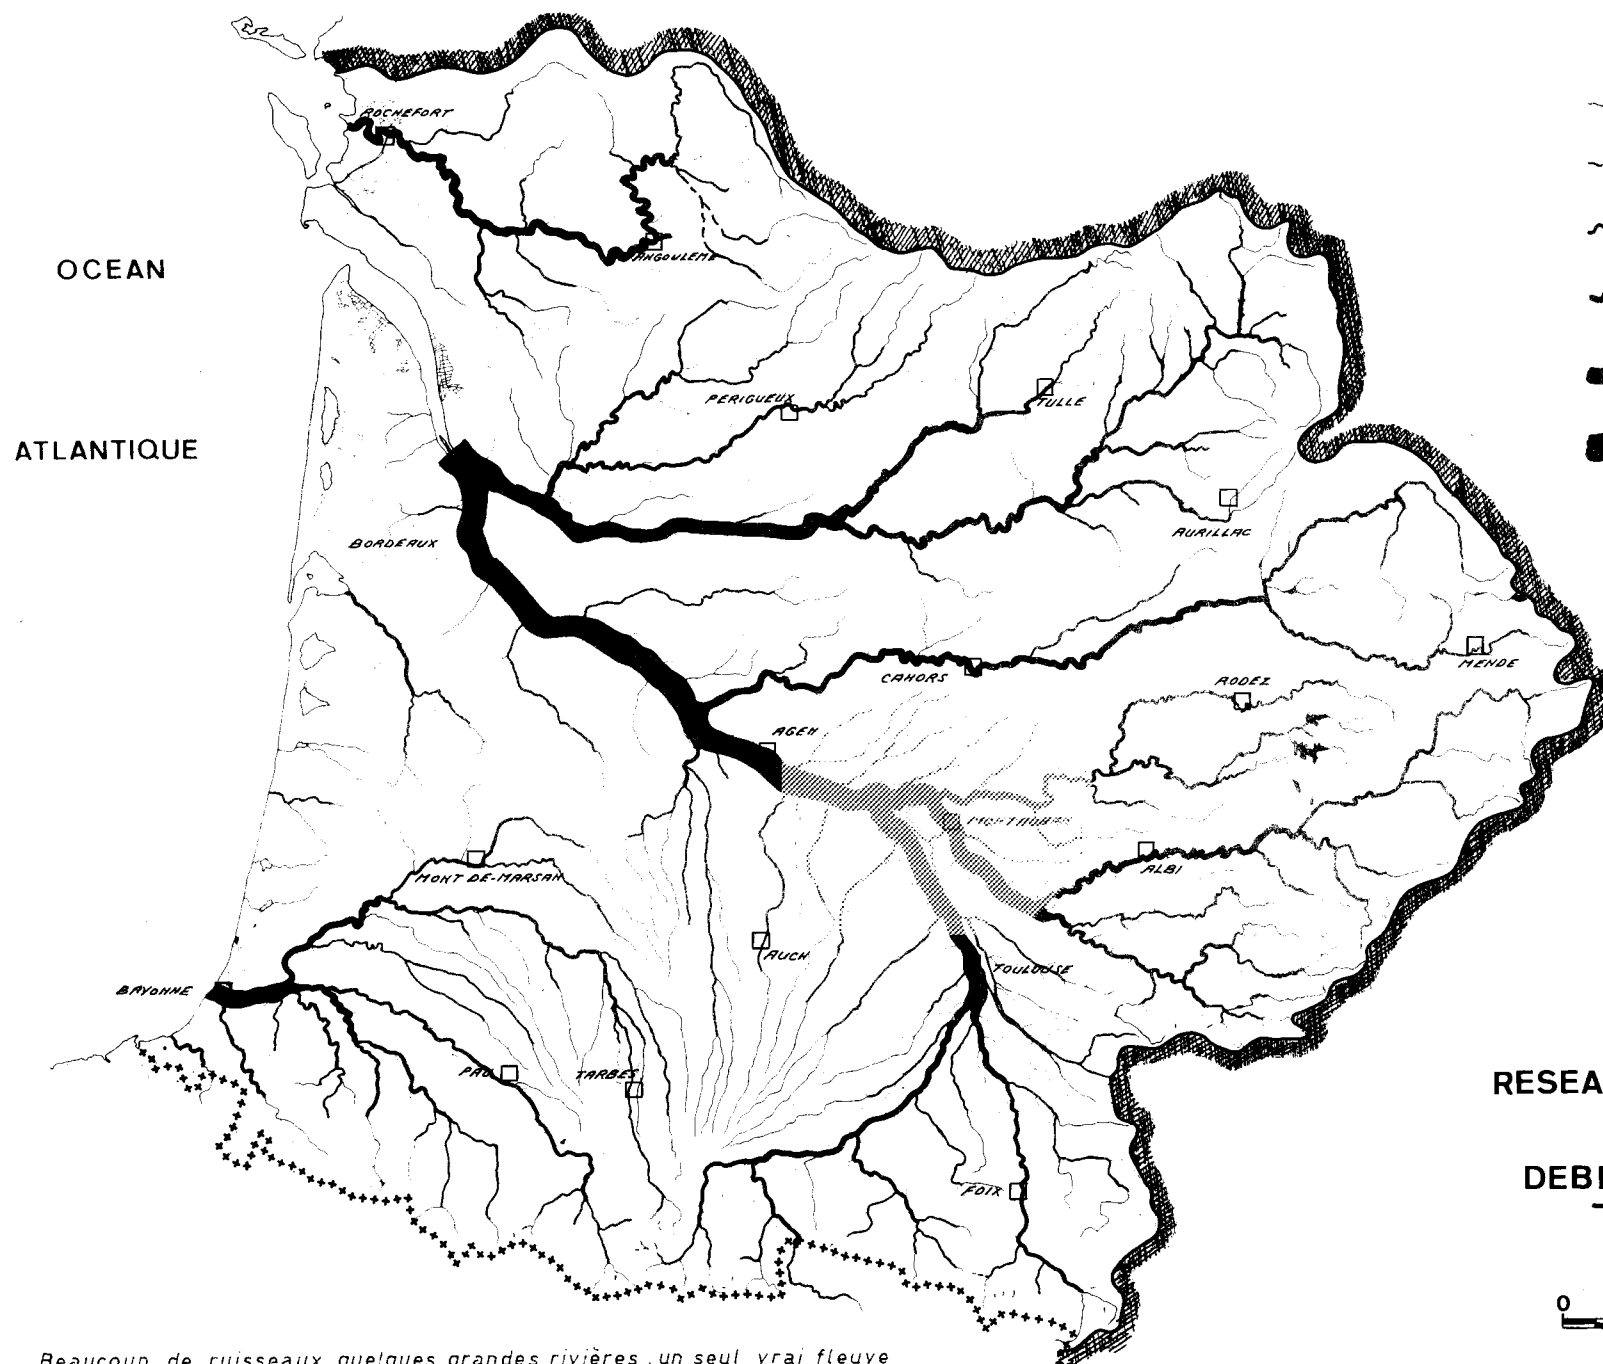 ROCHEFORT
ANGOULEME
OCEAN
PERIGUEUX
TULLE
ATLANTIQUE
AURILLAC
BORDEAUX
CAHORS
MENDE
RODEZ
AGEN
ALBI
MONT DE-MARSAN
AUCH
TOULOUSE
BAYONNE
PAU
TARBES
RESEA
DEBI
FOIX
0
Beaucoup de ruisseaux quelques grandes rivières, un seul vrai fleuve